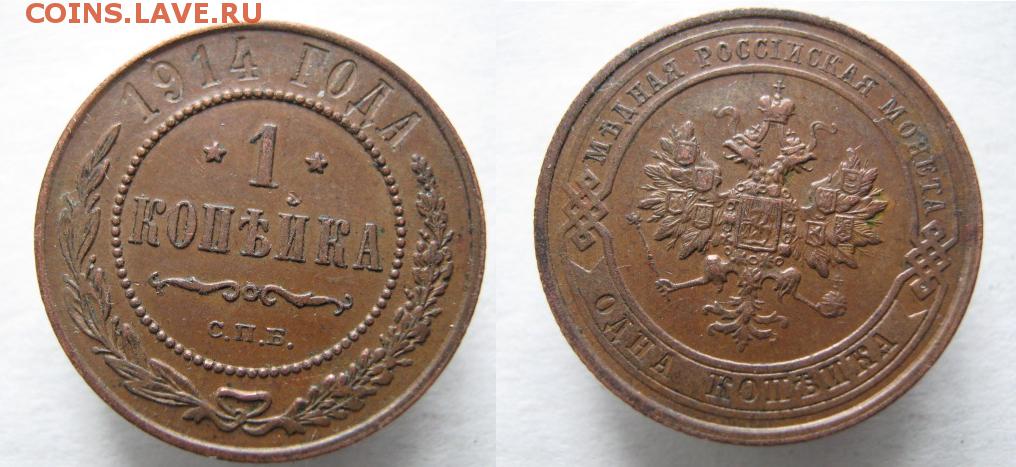 COINS.LAVE.RU
1914 ГОДА
1
КОПѢЙКА
С.П.Б.
МѢДНАЯ РОССІЙСКАЯ МОНЕТА
ОДНА КОПѢЙКА